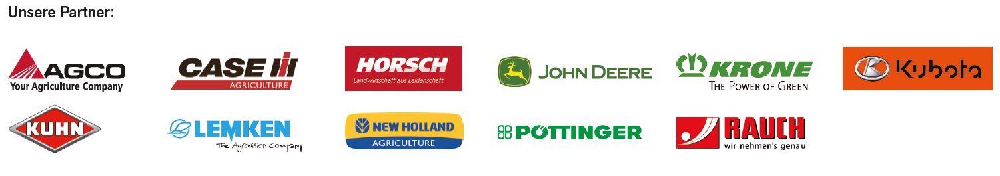 Unsere Partner:
AGCO
Your Agriculture Company
CASE IH
AGRICULTURE
HORSCH
Landwirtschaft aus Leidenschaft
JOHN DEERE
KRONE
THE POWER OF GREEN
Kubota
KUHN
LEMKEN
The Agrovision Company
NEW HOLLAND
AGRICULTURE
PÖTTINGER
RAUCH
wir nehmen's genau